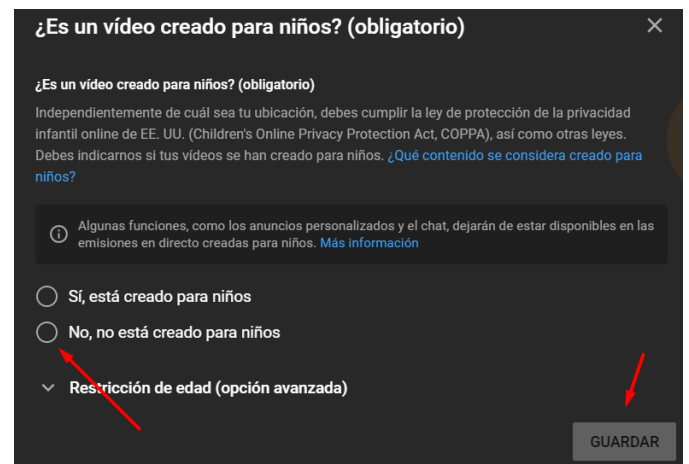 ¿Es un vídeo creado para niños? (obligatorio)
¿Es un vídeo creado para niños? (obligatorio)
Independientemente de cuál sea tu ubicación, debes cumplir la ley de protección de la privacidad
infantil online de EE. UU. (Children's Online Privacy Protection Act, COPPA), así como otras leyes.
Debes indicarnos si tus vídeos se han creado para niños. ¿Qué contenido se considera creado para
niños?
Algunas funciones, como los anuncios personalizados y el chat, dejarán de estar disponibles en las
emisiones en directo creadas para niños. Más información
Sí, está creado para niños
No, no está creado para niños
Restricción de edad (opción avanzada)
GUARDAR